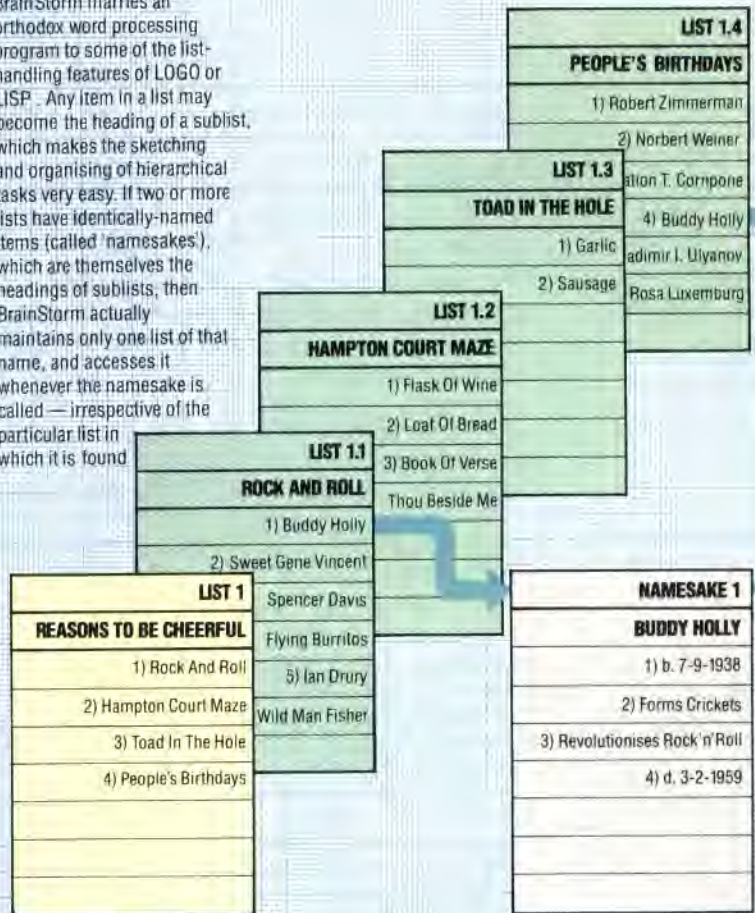 BrainStorm marries an
orthodox word processing
program to some of the list-
handling features of LOGO or
LISP . Any item in a list may
become the heading of a sublist,
which makes the sketching
and organising of hierarchical
tasks very easy. If two or more
lists have identically-named
items (called 'namesakes'),
which are themselves the
headings of sublists, then
BrainStorm actually
maintains only one list of that
name, and accesses it
whenever the namesake is
called — irrespective of the
particular list in
which it is found
LIST 1.4
PEOPLE'S BIRTHDAYS
1) Robert Zimmerman
2) Norbert Weiner
T. Cornpone
4) Buddy Holly
adimir I. Ulyanov
Rosa Luxemburg
LIST 1.3
TOAD IN THE HOLE
1) Garlic
2) Sausage
LIST 1.2
HAMPTON COURT MAZE
1) Flask Of Wine
2) Loaf Of Bread
3) Book Of Verse
Thou Beside Me
LIST 1.1
ROCK AND ROLL
1) Buddy Holly
2) Sweet Gene Vincent
Spencer Davis
Flying Burritos
5) Ian Drury
Wild Man Fisher
LIST 1
REASONS TO BE CHEERFUL
1) Rock And Roll
2) Hampton Court Maze
3) Toad In The Hole
4) People's Birthdays
NAMESAKE 1
BUDDY HOLLY
1) b. 7-9-1938
2) Forms Crickets
3) Revolutionises Rock'n'Roll
4) d. 3-2-1959